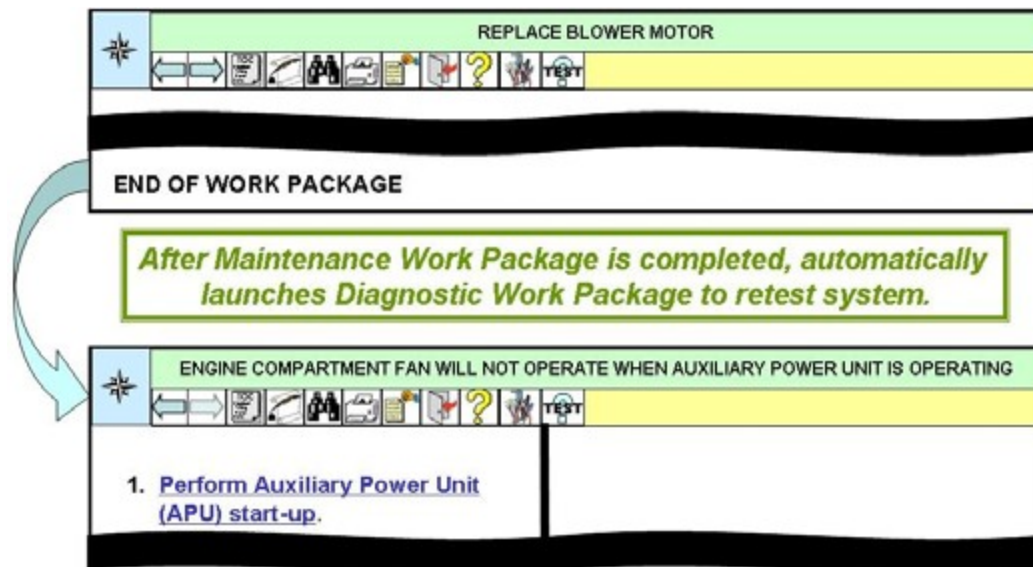 REPLACE BLOWER MOTOR
TEST
END OF WORK PACKAGE
After Maintenance Work Package is completed, automatically
launches Diagnostic Work Package to retest system.
ENGINE COMPARTMENT FAN WILL NOT OPERATE WHEN AUXILIARY POWER UNIT IS OPERATING
TEST
1. Perform Auxiliary Power Unit
(APU) start-up.